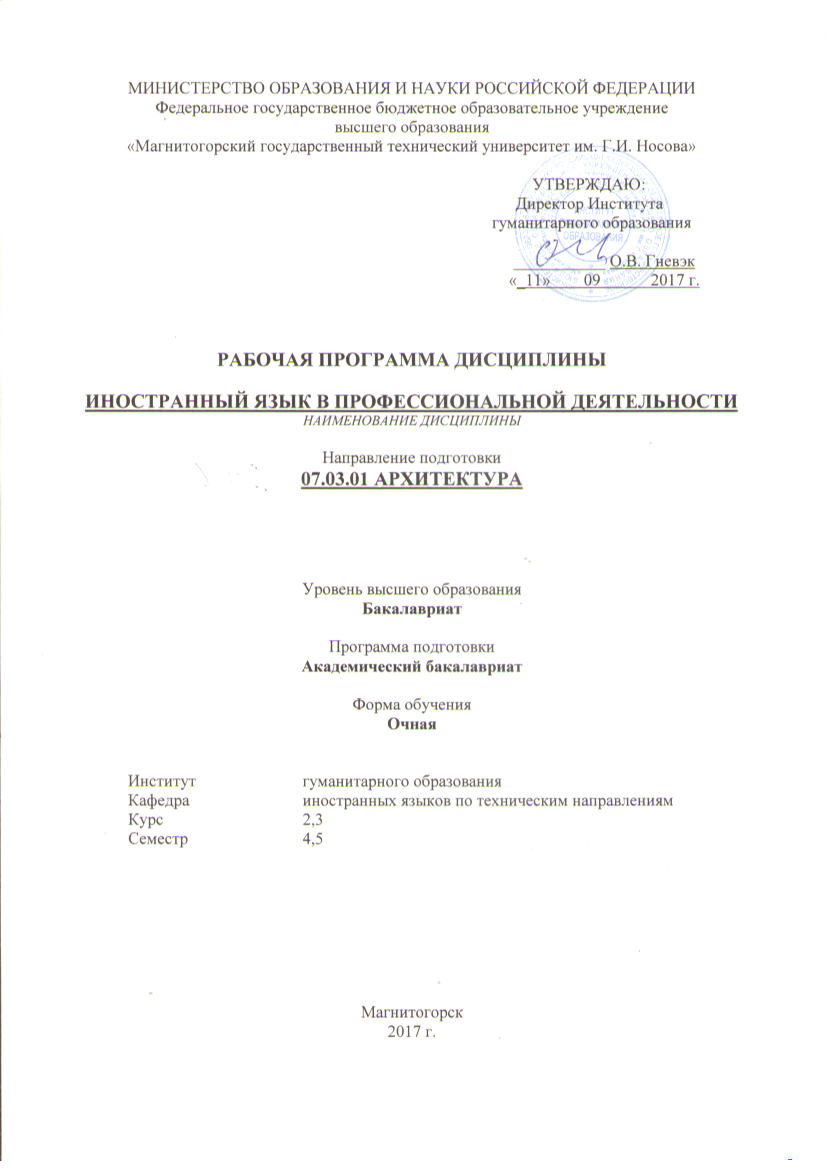 МИНИСТЕРСТВО ОБРАЗОВАНИЯ И НАУКИ РОССИЙСКОЙ ФЕДЕРАЦИИ
Федеральное государственное бюджетное образовательное учреждение
высшего образования
«Магнитогорский государственный технический университет им. Г.И. Носова»
УТВЕРЖДАЮ:
Директор Института
гуманитарного образования
О.В. Гневэк
«_11» 09 2017 г.
РАБОЧАЯ ПРОГРАММА ДИСЦИПЛИНЫ
ИНОСТРАННЫЙ ЯЗЫК В ПРОФЕССИОНАЛЬНОЙ ДЕЯТЕЛЬНОСТИ
НАИМЕНОВАНИЕ ДИСЦИПЛИНЫ
Направление подготовки
07.03.01 АРХИТЕКТУРА
Уровень высшего образования
Бакалавриат
Программа подготовки
Академический бакалавриат
Форма обучения
Очная
Институт гуманитарного образования
Кафедра иностранных языков по техническим направлениям
Курс 2,3
Семестр 4,5
Магнитогорск
2017 г.